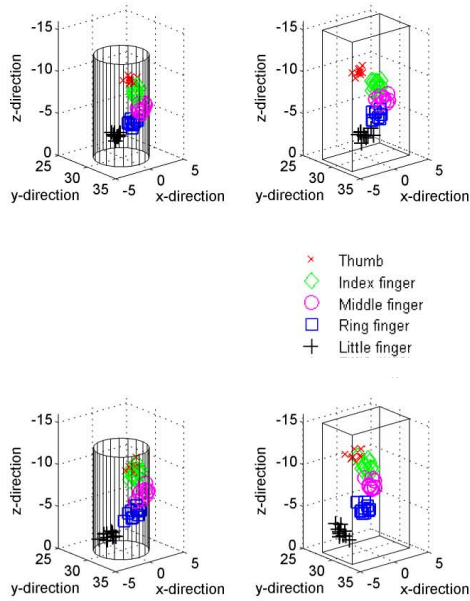 -15
-10
-5
0
z-direction
25
30
35
y-direction
-5
0
5
x-direction
-15
-10
-5
0
z-direction
25
30
35
y-direction
-5
0
5
x-direction
Thumb
Index finger
Middle finger
Ring finger
Little finger
-15
-10
-5
0
z-direction
25
30
35
y-direction
-5
0
5
x-direction
-15
-10
-5
0
z-direction
25
30
35
y-direction
-5
0
5
x-direction